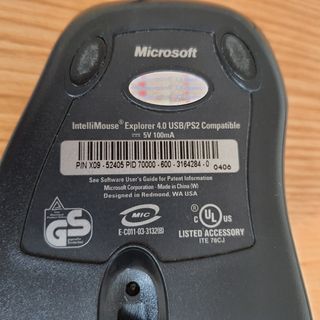 Microsoft
IntelliMouse® Explorer 4.0 USB/PS2 Compatible
⎓ 5V 100mA
P/N X09-52405 PID 70000-600-3164284-0 0406
See Software User's Guide for Patent Information
Microsoft Corporation - Made in China (W)
Designed in Redmond, WA USA
GS
MIC
E-C011-03-3132(B)
C UL US
LISTED ACCESSORY
ITE 78CJ